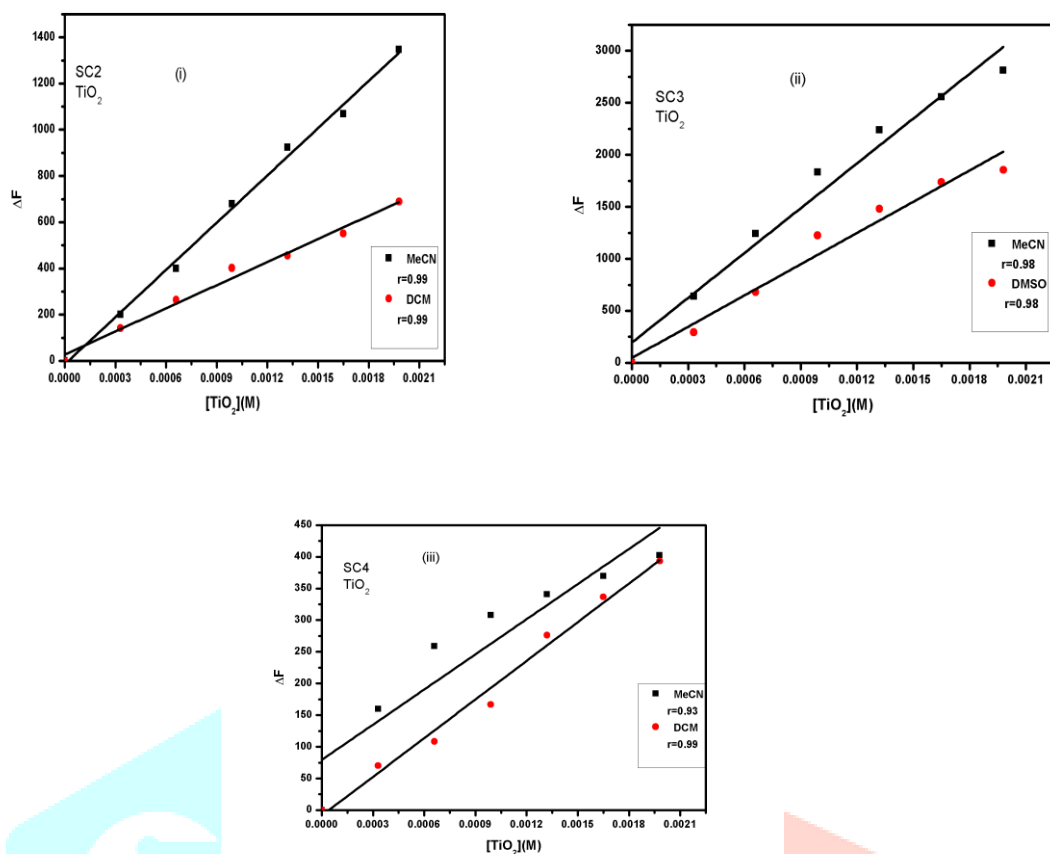 SC2
TiO2
(i)
1400
1200
1000
800
600
400
200
0
ΔF
MeCN
r=0.99
DCM
r=0.99
0.0000 0.0003 0.0006 0.0009 0.0012 0.0015 0.0018 0.0021
[TiO2](M)
SC3
TiO2
(ii)
3000
2500
2000
1500
1000
500
0
ΔF
MeCN
r=0.98
DMSO
r=0.98
0.0000 0.0003 0.0006 0.0009 0.0012 0.0015 0.0018 0.0021
[TiO2](M)
SC4
TiO2
(iii)
450
400
350
300
250
200
150
100
50
0
ΔF
MeCN
r=0.93
DCM
r=0.99
0.0000 0.0003 0.0006 0.0009 0.0012 0.0015 0.0018 0.0021
[TiO2](M)